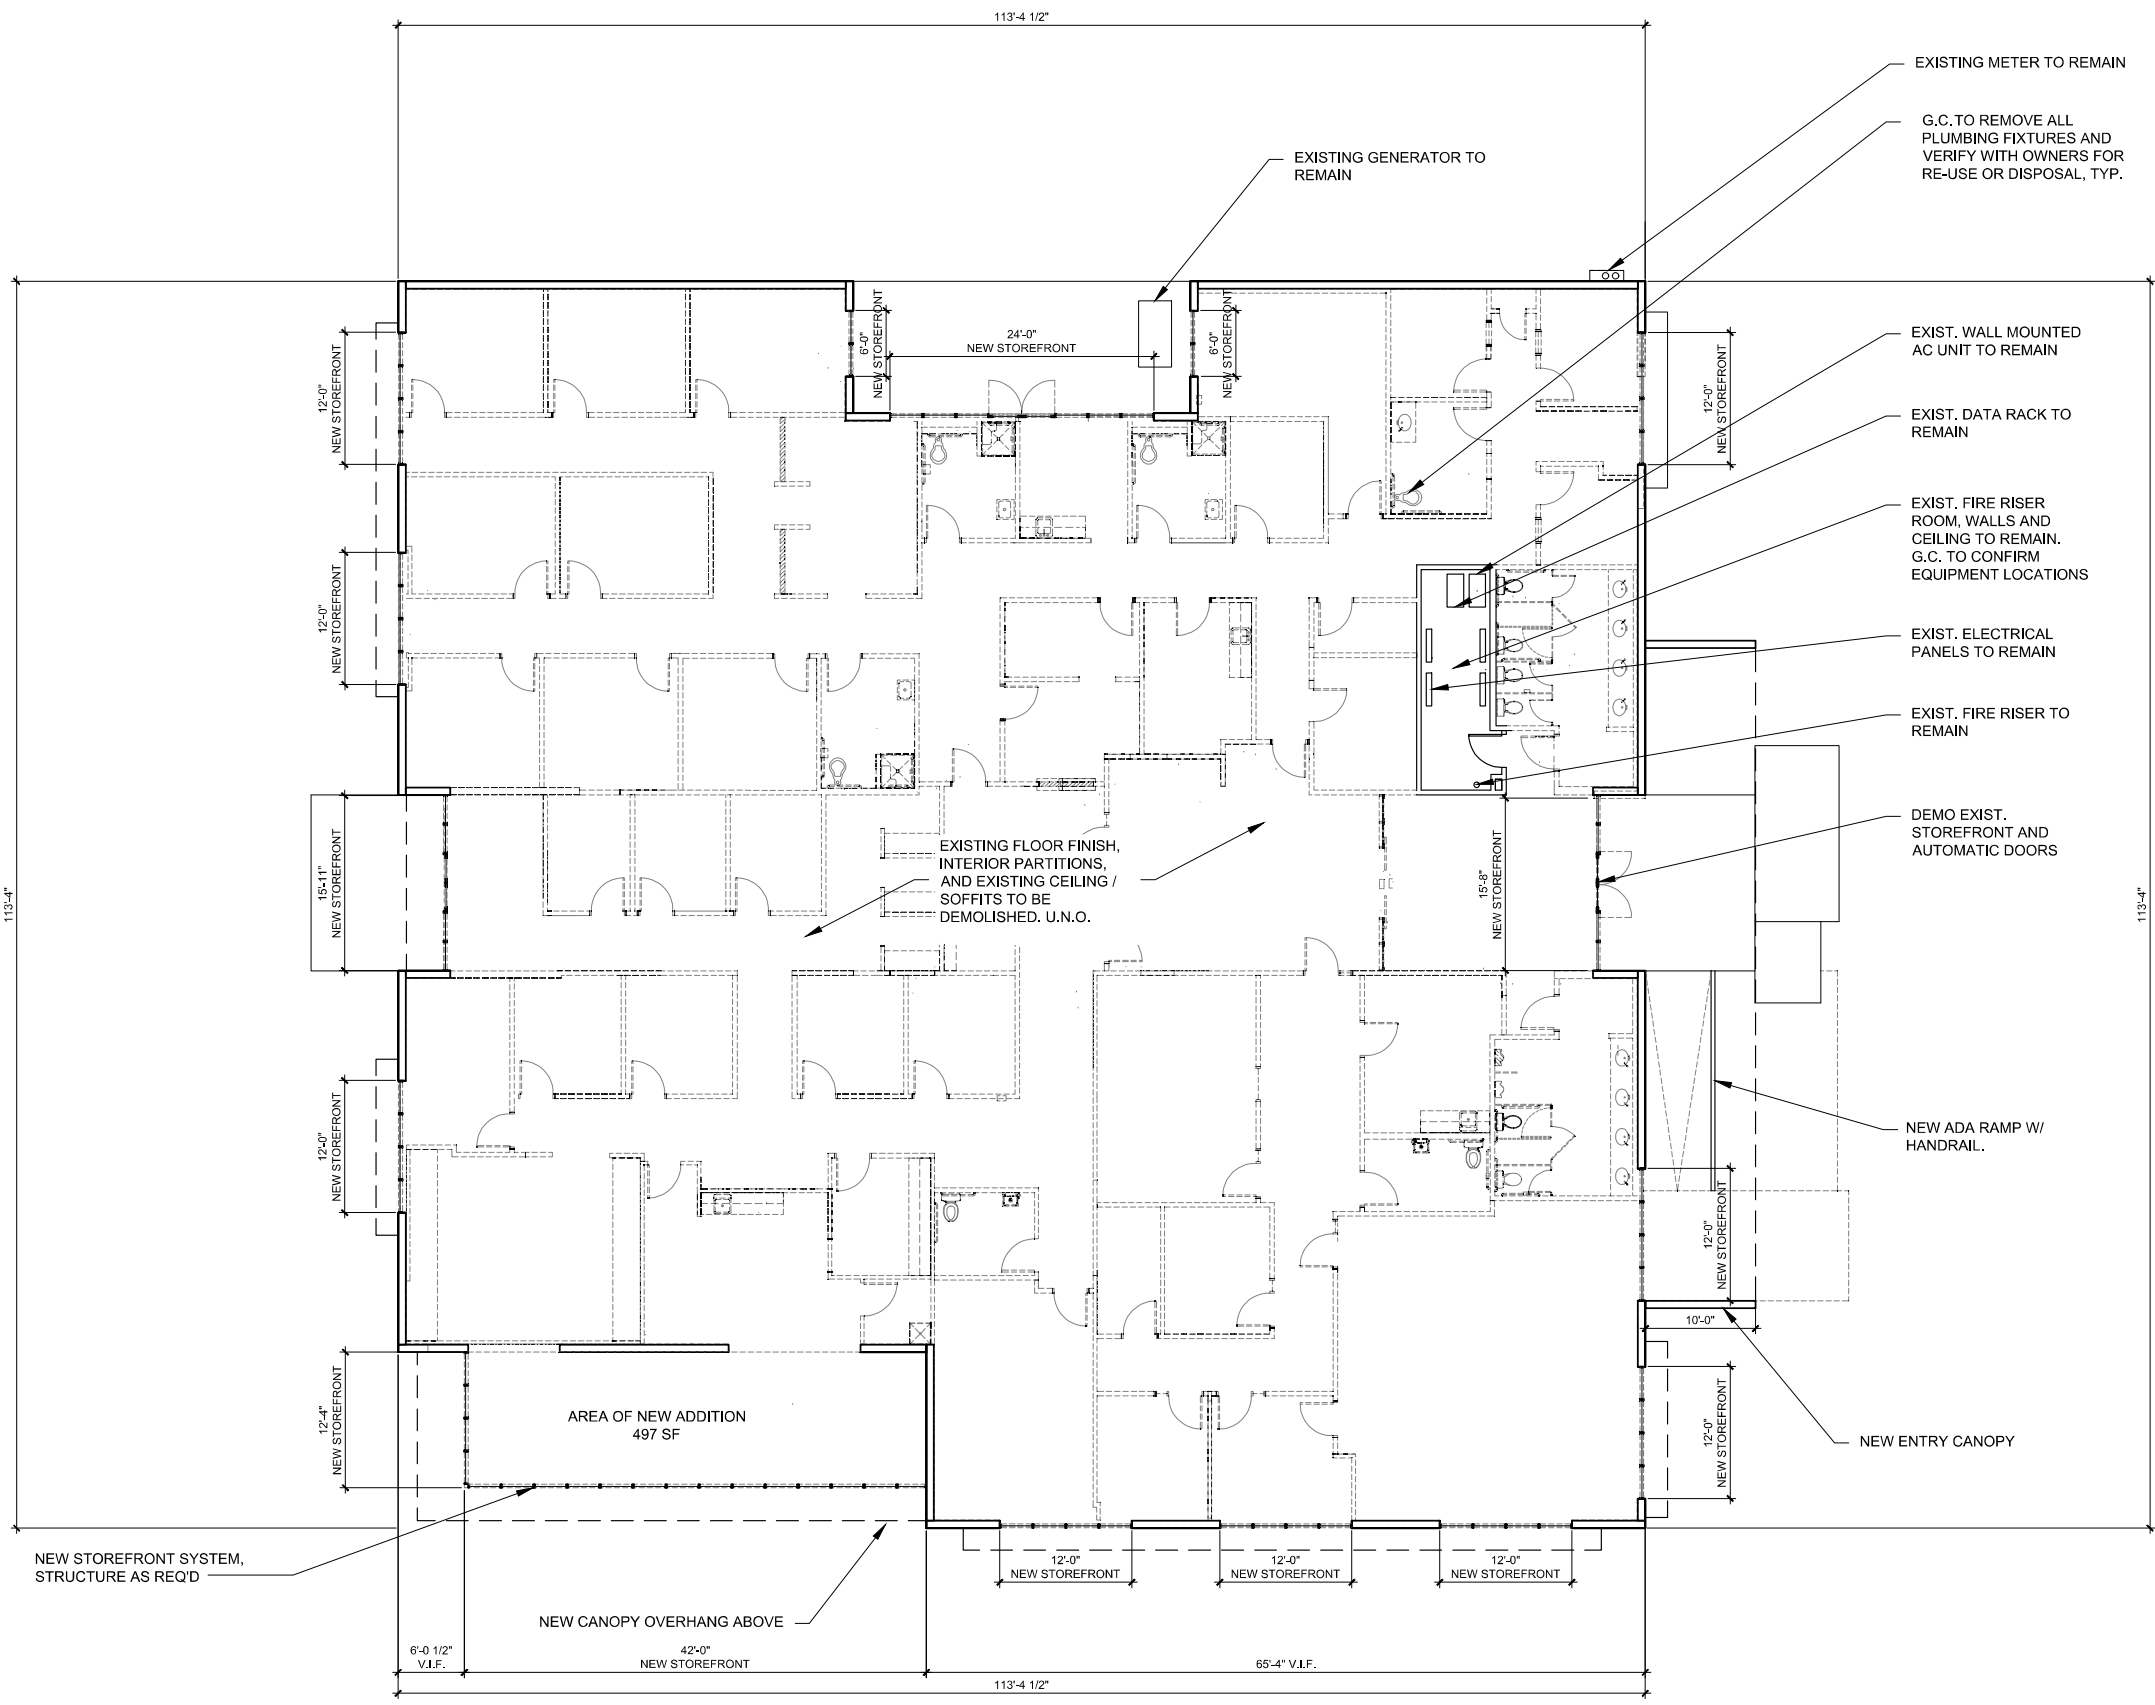 113'-4 1/2"
EXISTING METER TO REMAIN
G.C.TO REMOVE ALL
PLUMBING FIXTURES AND
VERIFY WITH OWNERS FOR
RE-USE OR DISPOSAL, TYP.
EXISTING GENERATOR TO
REMAIN
24'-0"
NEW STOREFRONT
6'-0"
NEW STOREFRONT
6'-0"
NEW STOREFRONT
12'-0"
NEW STOREFRONT
12'-0"
NEW STOREFRONT
EXIST. WALL MOUNTED
AC UNIT TO REMAIN
EXIST. DATA RACK TO
REMAIN
EXIST. FIRE RISER
ROOM, WALLS AND
CEILING TO REMAIN.
G.C. TO CONFIRM
EQUIPMENT LOCATIONS
12'-0"
NEW STOREFRONT
EXIST. ELECTRICAL
PANELS TO REMAIN
EXIST. FIRE RISER TO
REMAIN
DEMO EXIST.
STOREFRONT AND
AUTOMATIC DOORS
EXISTING FLOOR FINISH,
INTERIOR PARTITIONS,
AND EXISTING CEILING /
SOFFITS TO BE
DEMOLISHED. U.N.O.
15'-11"
NEW STOREFRONT
15'-8"
NEW STOREFRONT
113'-4"
113'-4"
12'-0"
NEW STOREFRONT
NEW ADA RAMP W/
HANDRAIL.
12'-0"
NEW STOREFRONT
10'-0"
12'-4"
NEW STOREFRONT
AREA OF NEW ADDITION
497 SF
12'-0"
NEW STOREFRONT
NEW ENTRY CANOPY
NEW STOREFRONT SYSTEM,
STRUCTURE AS REQ'D
12'-0"
NEW STOREFRONT
12'-0"
NEW STOREFRONT
12'-0"
NEW STOREFRONT
NEW CANOPY OVERHANG ABOVE
6'-0 1/2"
V.I.F.
42'-0"
NEW STOREFRONT
65'-4" V.I.F.
113'-4 1/2"